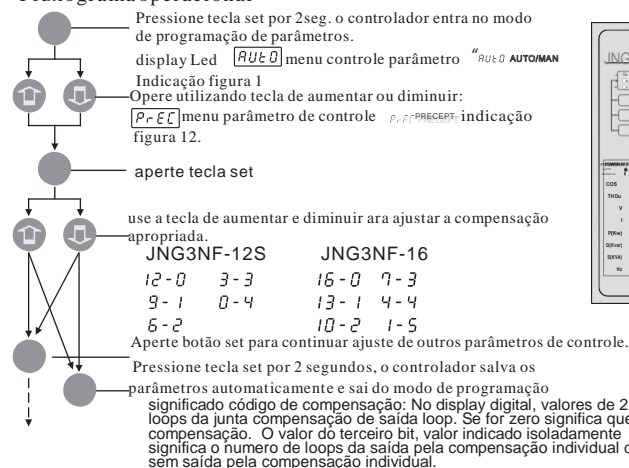 Pressione tecla set por 2seg. o controlador entra no modo
de programação de parâmetros.
display Led AUtO menu controle parâmetro "AUtO AUTO/MAN
Indicação figura 1
Opere utilizando tecla de aumentar ou diminuir:
PrEC menu parâmetro de controle PrEC PRECEPT indicação
figura 12.
aperte tecla set
use a tecla de aumentar e diminuir ara ajustar a compensação
apropriada.
JNG3NF-12S JNG3NF-16
12-0 3-3 16-0 7-3
9-1 0-4 13-1 4-4
6-2 10-2 1-5
Aperte botão set para continuar ajuste de outros parâmetros de controle.
Pressione tecla set por 2 segundos, o controlador salva os
parâmetros automaticamente e sai do modo de programação
significado código de compensação: No display digital, valores de 2
loops da junta compensação de saída loop. Se for zero significa que
compensação. O valor do terceiro bit, valor indicado isoladamente
significa o numero de loops da saída pela compensação individual
sem saída pela compensação individual.
JNG
COS
THDu
V
I
P(Kw)
Q(Kvar)
S(KVA)
Hz